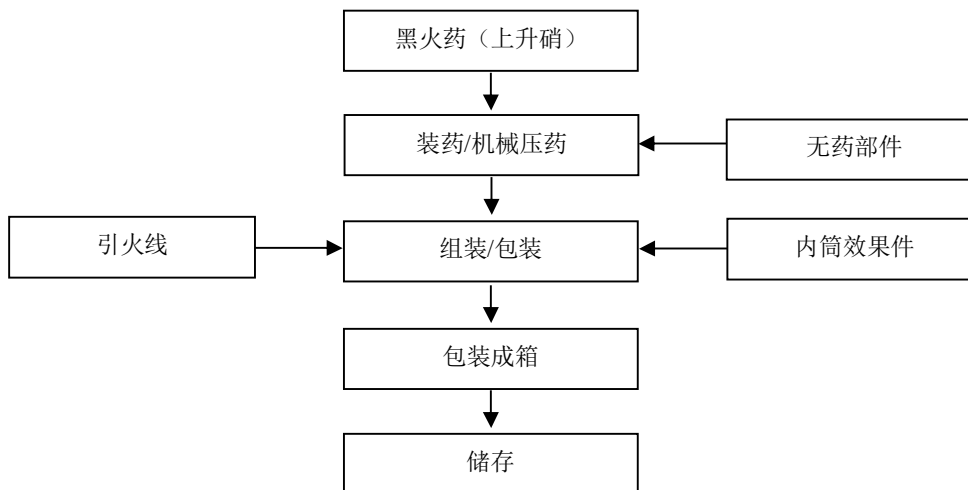 黑火药（上升硝）
装药/机械压药
无药部件
引火线
组装/包装
内筒效果件
包装成箱
储存